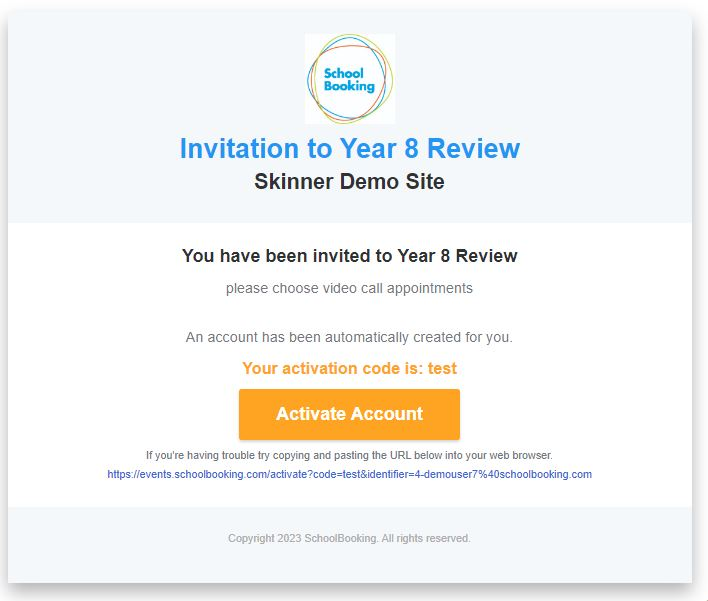 School
Booking
Invitation to Year 8 Review
Skinner Demo Site
You have been invited to Year 8 Review
please choose video call appointments
An account has been automatically created for you.
Your activation code is: test
Activate Account
If you're having trouble try copying and pasting the URL below into your web browser.
https://events.schoolbooking.com/activate?code=test&identifier=4-demouser7%40schoolbooking.com
Copyright 2023 SchoolBooking. All rights reserved.